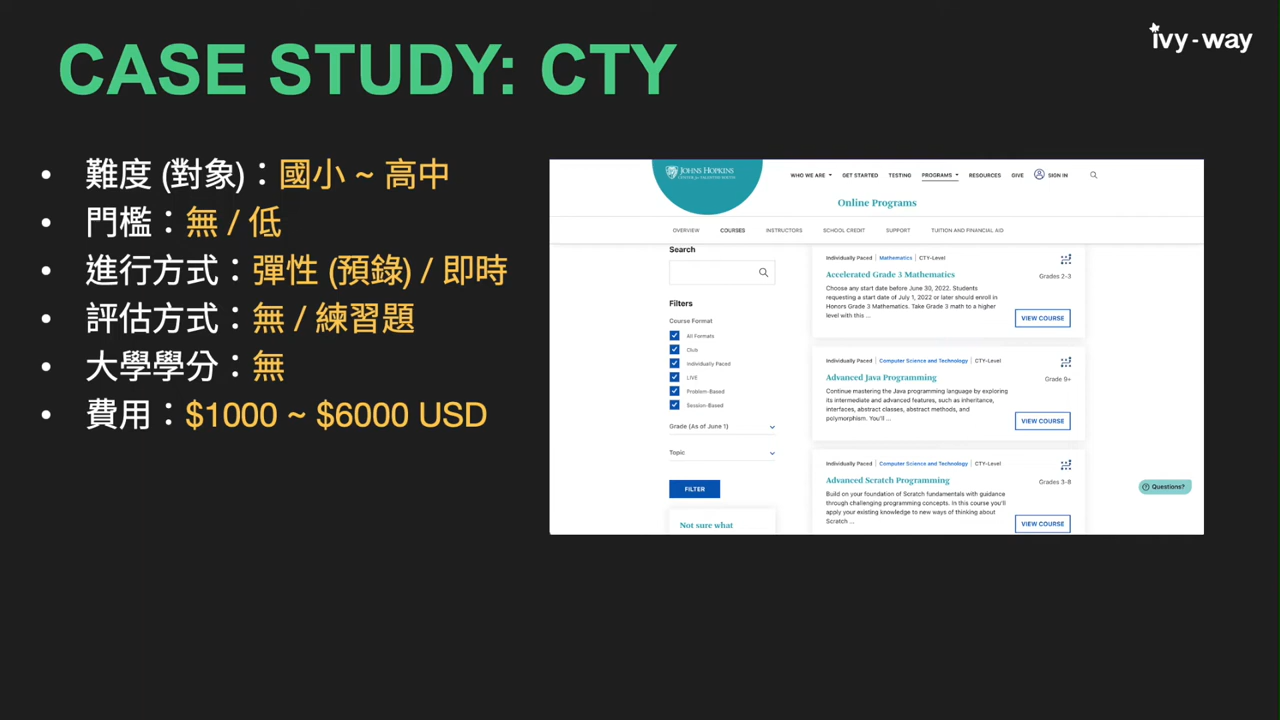 CASE STUDY: CTY
ivy-way
• 難度 (對象)：國小 ~ 高中
• 門檻：無 / 低
• 進行方式：彈性 (預錄) / 即時
• 評估方式：無 / 練習題
• 大學學分：無
• 費用：$1000 ~ $6000 USD
JOHNS HOPKINS
CENTER for TALENTED YOUTH
WHO WE ARE GET STARTED TESTING PROGRAMS RESOURCES GIVE SIGN IN
Online Programs
OVERVIEW COURSES INSTRUCTORS SCHOOL CREDIT SUPPORT TUITION AND FINANCIAL AID
Search
Filters
Course Format
All Formats
Club
Individually Paced
LIVE
Problem-Based
Session-Based
Grade (As of June 1)
Topic
FILTER
Not sure what
Individually Paced | Mathematics | CTY-Level
Accelerated Grade 3 Mathematics
Grades 2-3
Choose any start date before June 30, 2022. Students
requesting a start date of July 1, 2022 or later should enroll in
Honors Grade 3 Mathematics. Take Grade 3 math to a higher
level with this ...
VIEW COURSE
Individually Paced | Computer Science and Technology | CTY-Level
Advanced Java Programming
Grade 9+
Continue mastering the Java programming language by exploring
its intermediate and advanced features, such as inheritance,
interfaces, abstract classes, abstract methods, and
polymorphism. You'll ...
VIEW COURSE
Individually Paced | Computer Science and Technology | CTY-Level
Advanced Scratch Programming
Grades 3-8
Build on your foundation of Scratch fundamentals with guidance
through challenging programming concepts. In this course you'll
apply your existing knowledge to new ways of thinking about
Scratch ...
VIEW COURSE
Questions?